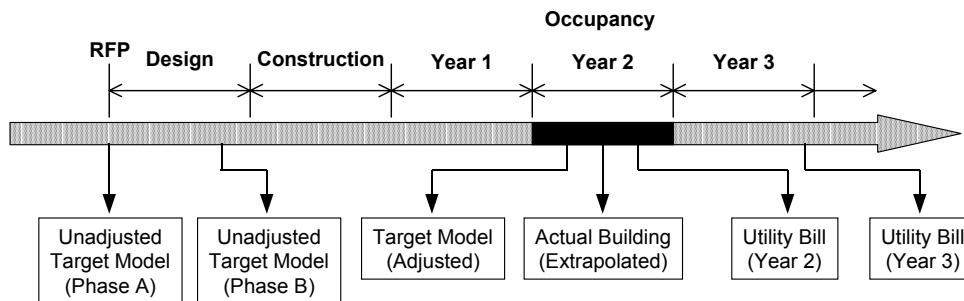 Occupancy
RFP
Design
Construction
Year 1
Year 2
Year 3
Unadjusted
Target Model
(Phase A)
Unadjusted
Target Model
(Phase B)
Target Model
(Adjusted)
Actual Building
(Extrapolated)
Utility Bill
(Year 2)
Utility Bill
(Year 3)